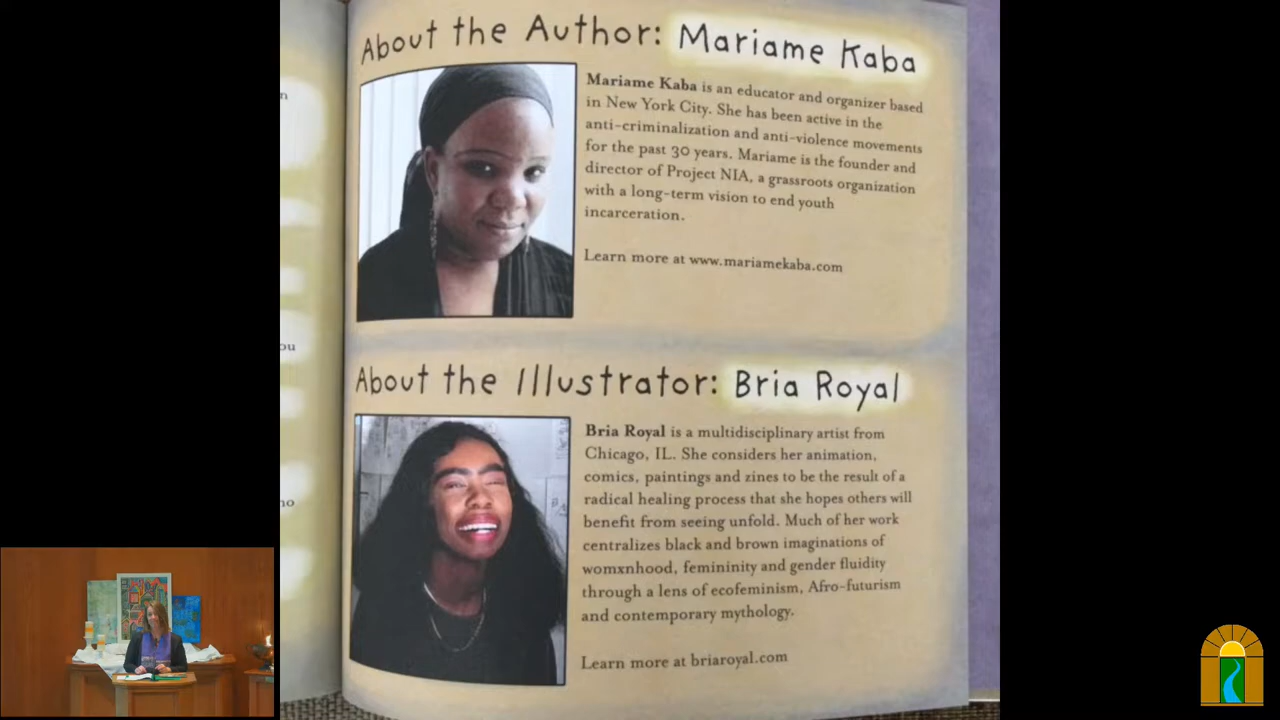 About the Author: Mariame Kaba
Mariame Kaba is an educator and organizer based
in New York City. She has been active in the
anti-criminalization and anti-violence movements
for the past 30 years. Mariame is the founder and
director of Project NIA, a grassroots organization
with a long-term vision to end youth
incarceration.
Learn more at www.mariamekaba.com
About the Illustrator: Bria Royal
Bria Royal is a multidisciplinary artist from
Chicago, IL. She considers her animation,
comics, paintings and zines to be the result of a
radical healing process that she hopes others will
benefit from seeing unfold. Much of her work
centralizes black and brown imaginations of
womxnhood, femininity and gender fluidity
through a lens of ecofeminism, Afro-futurism
and contemporary mythology.
Learn more at briaroyal.com